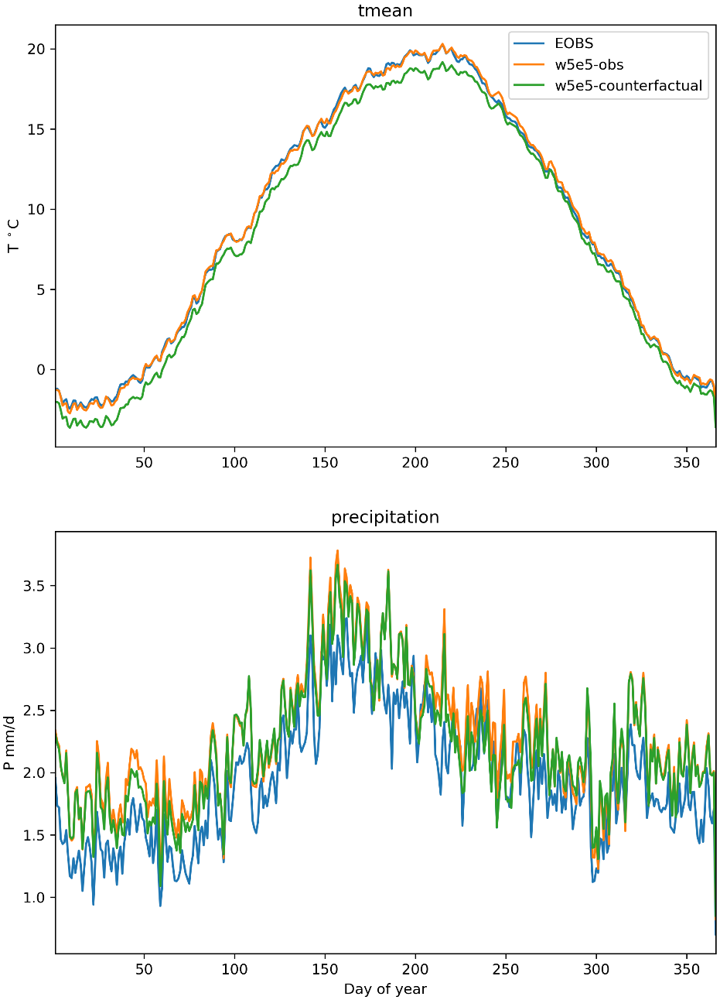 tmean
EOBS
w5e5-obs
w5e5-counterfactual
20
15
10
5
0
T °C
50 100 150 200 250 300 350
precipitation
3.5
3.0
2.5
2.0
1.5
1.0
P mm/d
50 100 150 200 250 300 350
Day of year